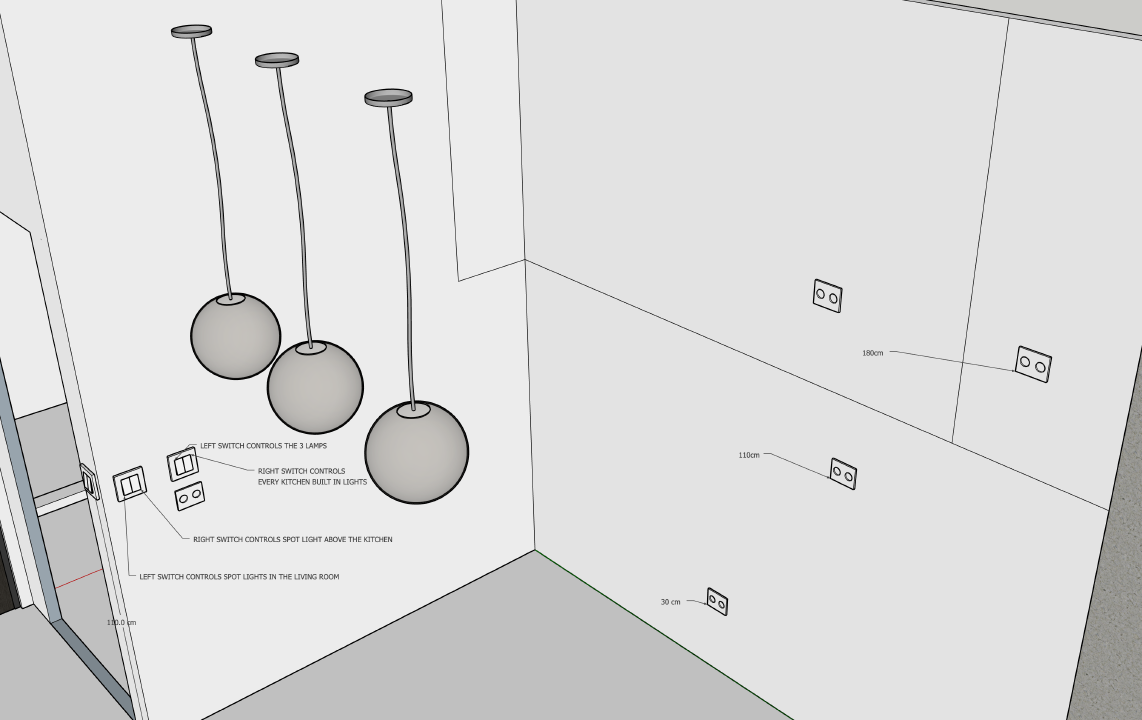 180cm
LEFT SWITCH CONTROLS THE 3 LAMPS
110cm
RIGHT SWITCH CONTROLS
EVERY KITCHEN BUILT IN LIGHTS
RIGHT SWITCH CONTROLS SPOT LIGHT ABOVE THE KITCHEN
LEFT SWITCH CONTROLS SPOT LIGHTS IN THE LIVING ROOM
30 cm
110.0 cm